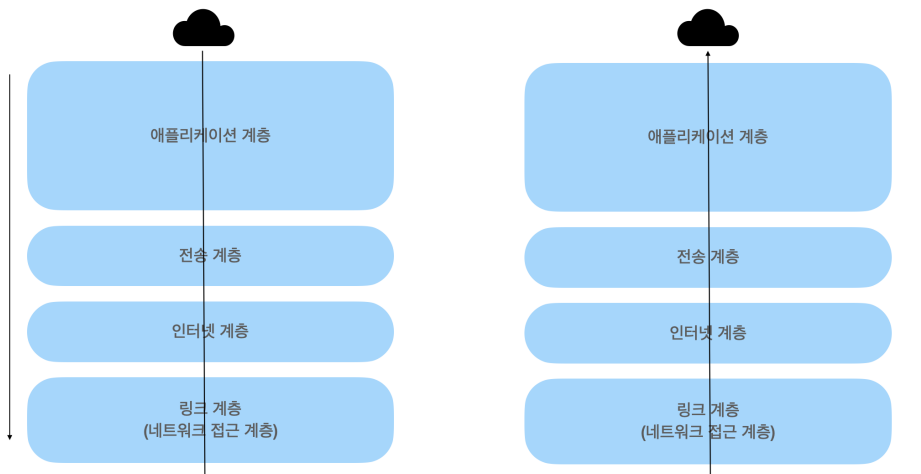 애플리케이션 계층
전송 계층
인터넷 계층
링크 계층
(네트워크 접근 계층)
애플리케이션 계층
전송 계층
인터넷 계층
링크 계층
(네트워크 접근 계층)